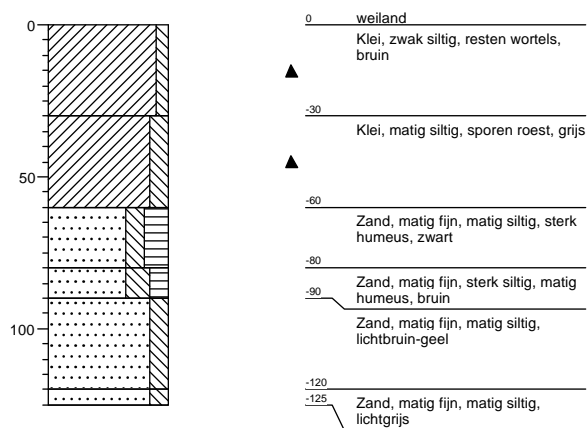 0
50
100
0
weiland
Klei, zwak siltig, resten wortels,
bruin
-30
Klei, matig siltig, sporen roest, grijs
-60
Zand, matig fijn, matig siltig, sterk
humeus, zwart
-80
Zand, matig fijn, sterk siltig, matig
humeus, bruin
-90
Zand, matig fijn, matig siltig,
lichtbruin-geel
-120
Zand, matig fijn, matig siltig,
lichtgrijs
-125